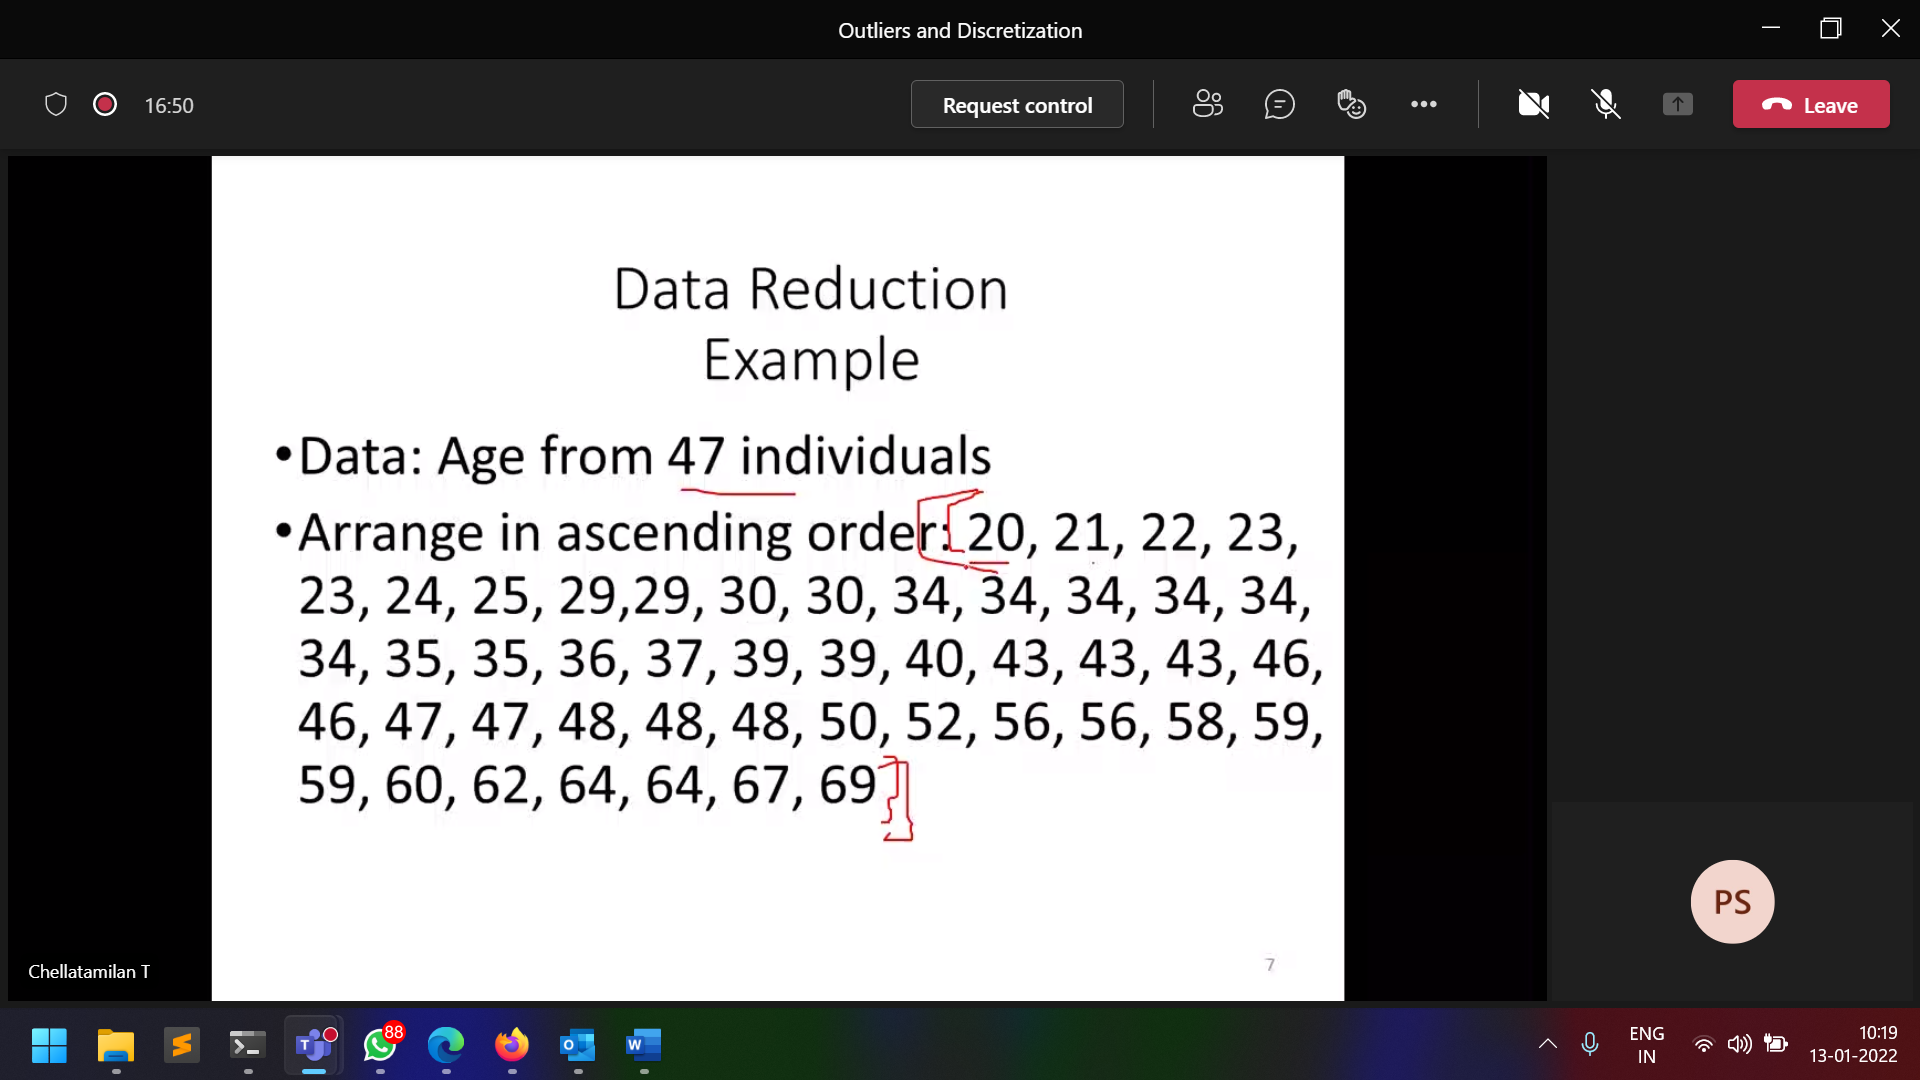 Outliers and Discretization
16:50
Request control
Leave
Data Reduction
Example
•Data: Age from 47 individuals
•Arrange in ascending order: 20, 21, 22, 23,
23, 24, 25, 29,29, 30, 30, 34, 34, 34, 34, 34,
34, 35, 35, 36, 37, 39, 39, 40, 43, 43, 43, 46,
46, 47, 47, 48, 48, 48, 50, 52, 56, 56, 58, 59,
59, 60, 62, 64, 64, 67, 69
7
Chellatamilan T
PS
88
ENG
IN
10:19
13-01-2022